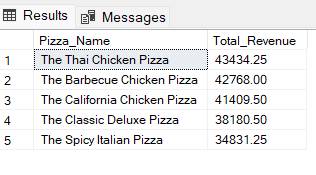 Results Messages
Pizza_Name Total_Revenue
1 The Thai Chicken Pizza 43434.25
2 The Barbecue Chicken Pizza 42768.00
3 The California Chicken Pizza 41409.50
4 The Classic Deluxe Pizza 38180.50
5 The Spicy Italian Pizza 34831.25